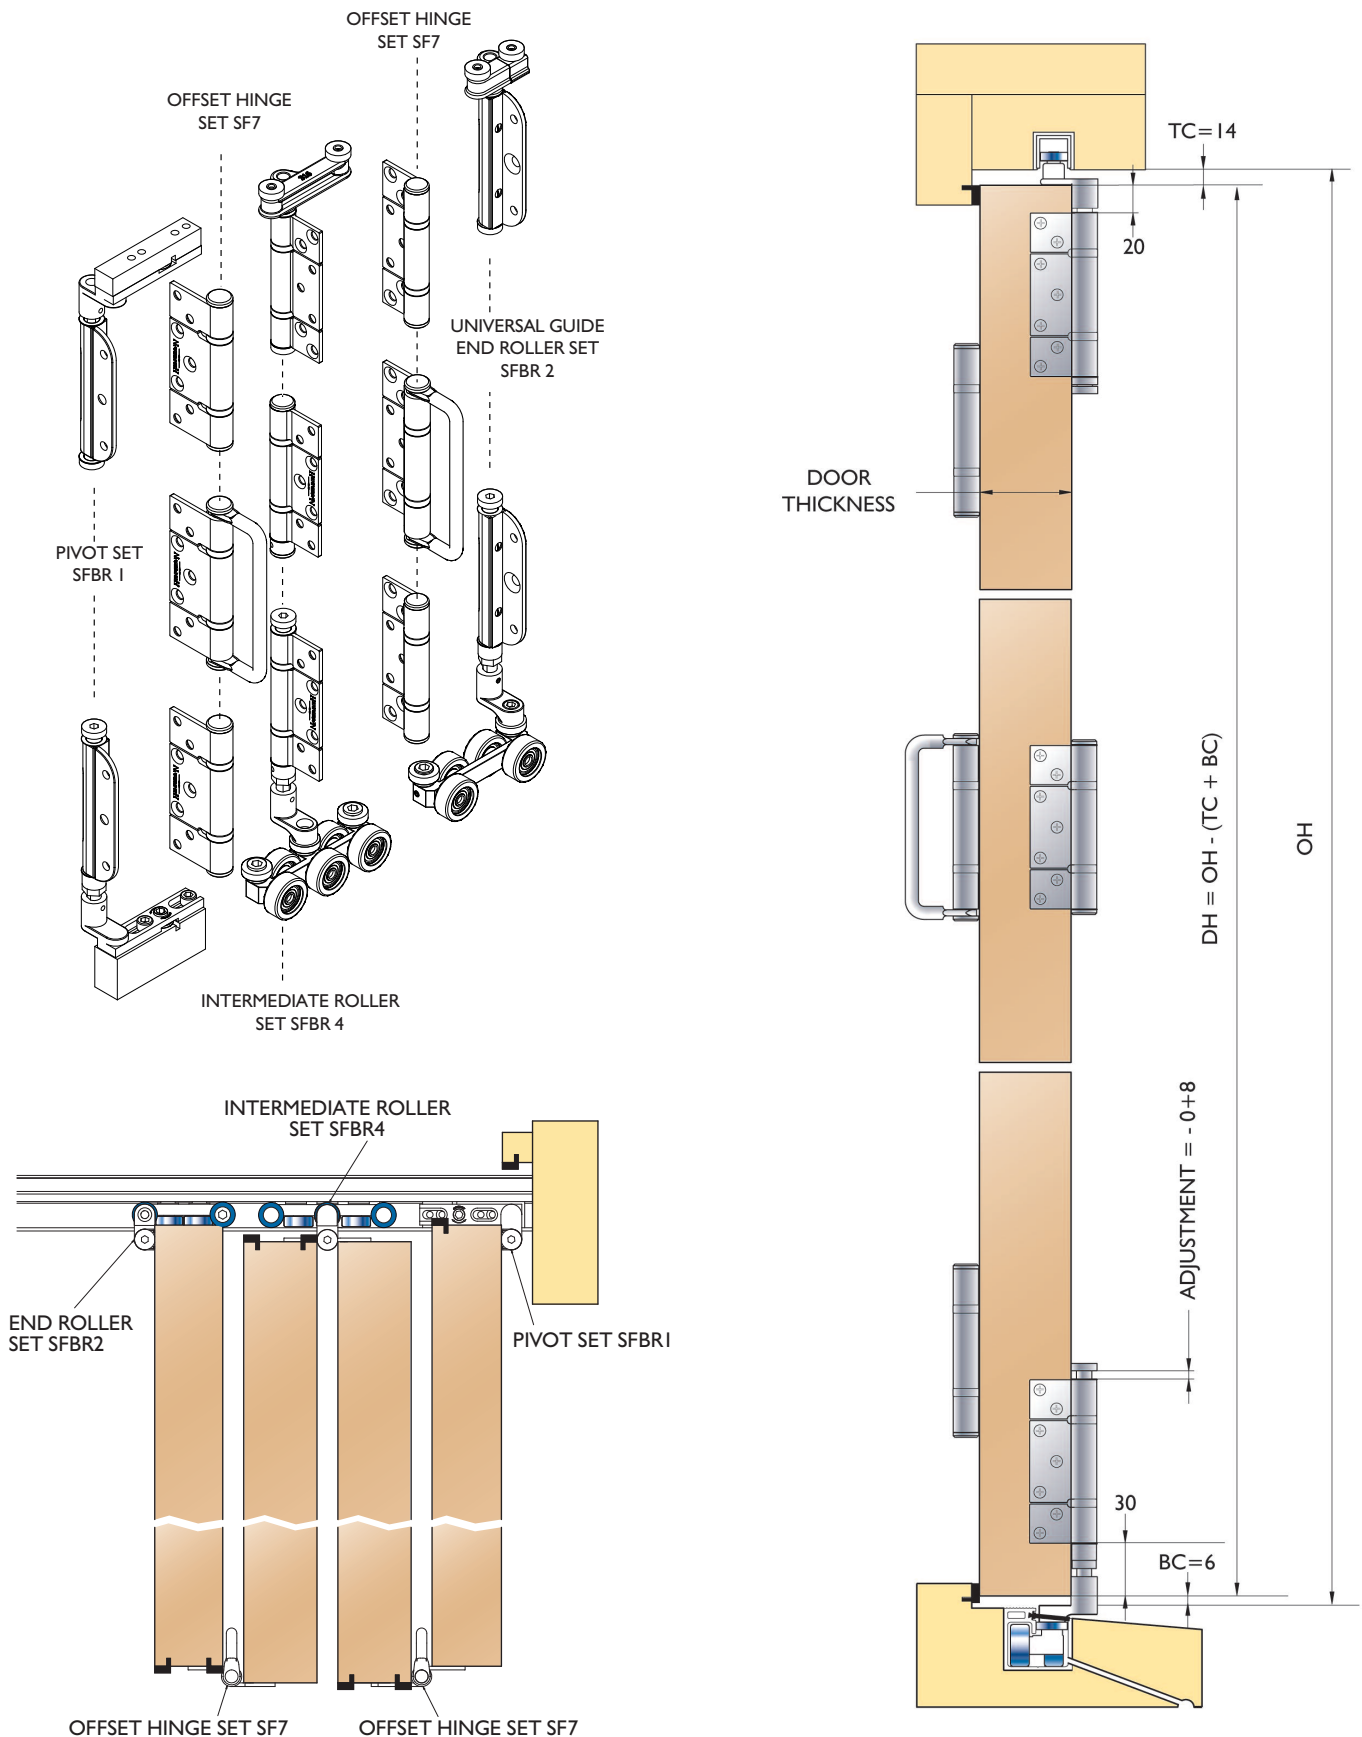 OFFSET HINGE
SET SF7
OFFSET HINGE
SET SF7
UNIVERSAL GUIDE
END ROLLER SET
SFBR 2
PIVOT SET
SFBR 1
INTERMEDIATE ROLLER
SET SFBR 4
INTERMEDIATE ROLLER
SET SFBR4
END ROLLER
SET SFBR2
PIVOT SET SFBR1
OFFSET HINGE SET SF7
OFFSET HINGE SET SF7
TC=14
20
DOOR
THICKNESS
DH = OH - (TC + BC)
OH
ADJUSTMENT = - 0+8
30
BC=6